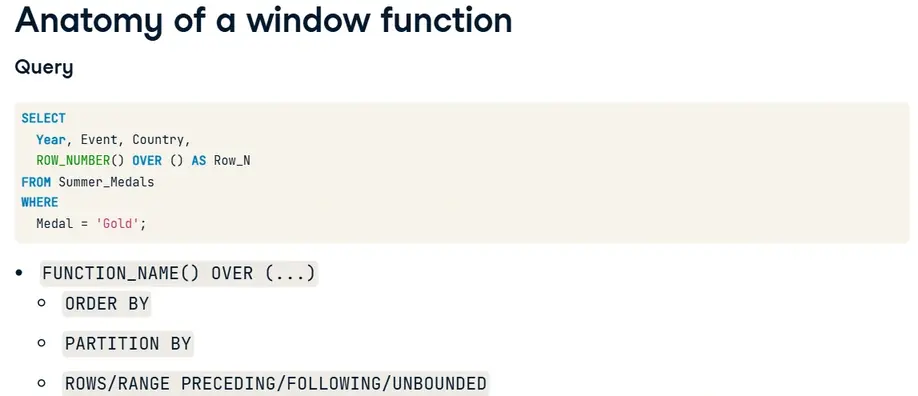 Anatomy of a window function
Query
SELECT
Year, Event, Country,
ROW_NUMBER() OVER () AS Row_N
FROM Summer_Medals
WHERE
Medal = 'Gold';
FUNCTION_NAME() OVER (...)
ORDER BY
PARTITION BY
ROWS/RANGE PRECEDING/FOLLOWING/UNBOUNDED